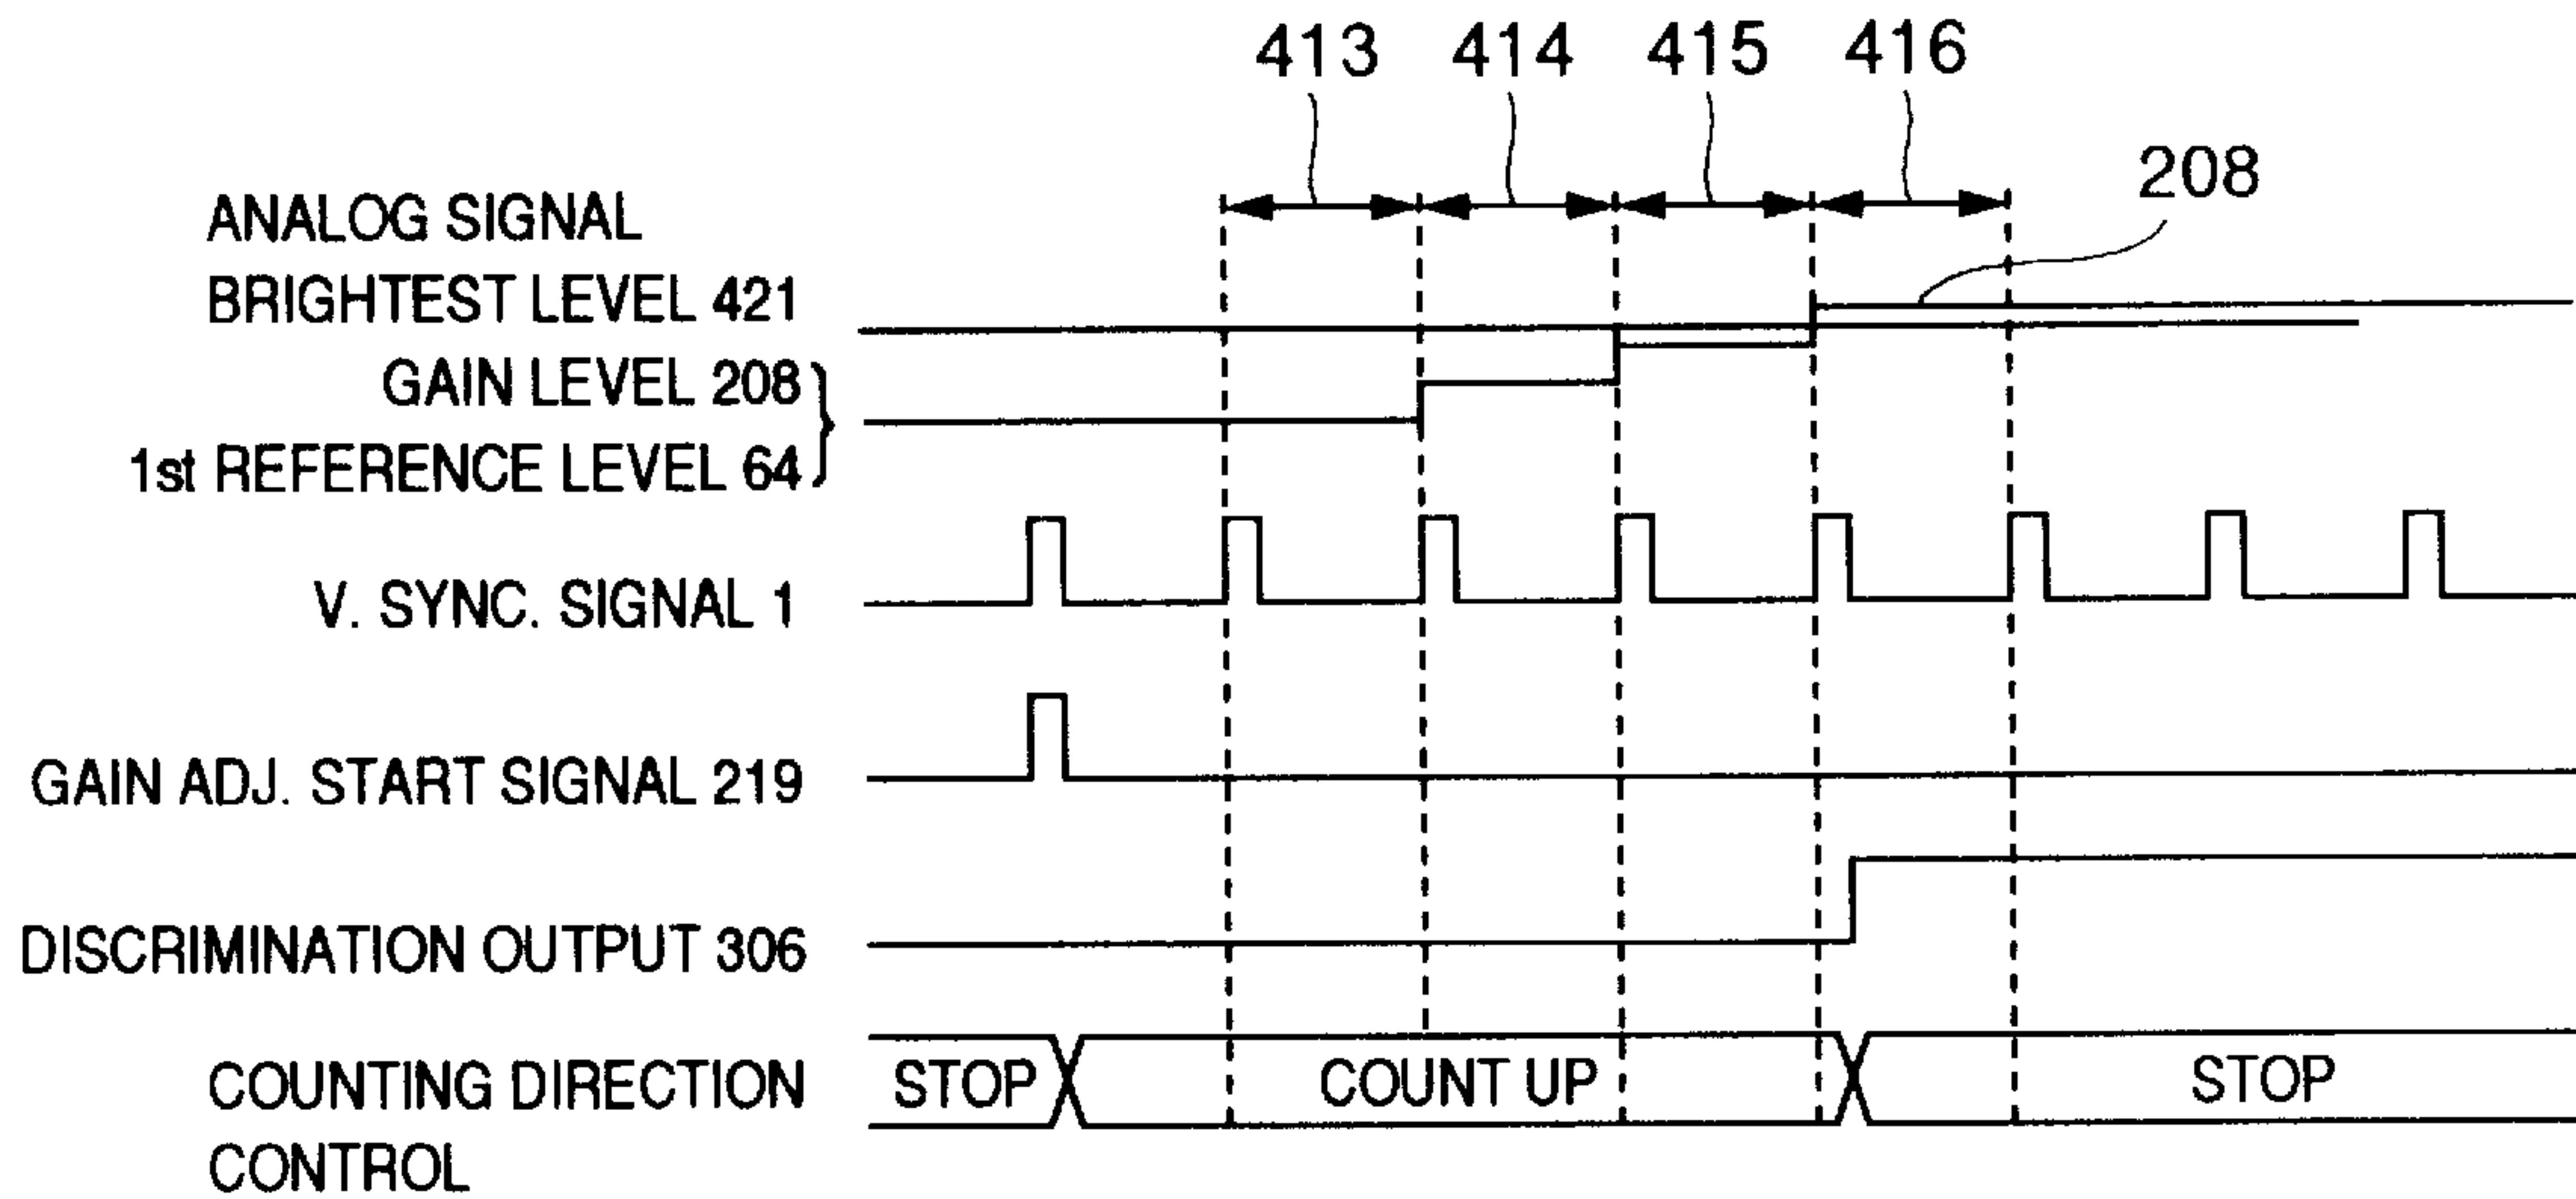 413 414 415 416
208
ANALOG SIGNAL
BRIGHTEST LEVEL 421
GAIN LEVEL 208
1st REFERENCE LEVEL 64
V. SYNC. SIGNAL 1
GAIN ADJ. START SIGNAL 219
DISCRIMINATION OUTPUT 306
COUNTING DIRECTION
CONTROL
STOP COUNT UP STOP